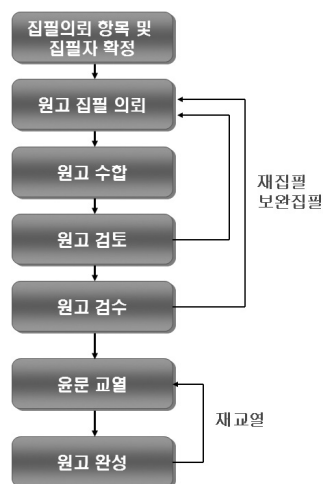 집필의뢰 항목 및
집필자 확정
원고 집필 의뢰
원고 수합
재집필
보완집필
원고 검토
원고 검수
윤문 교열
재교열
원고 완성